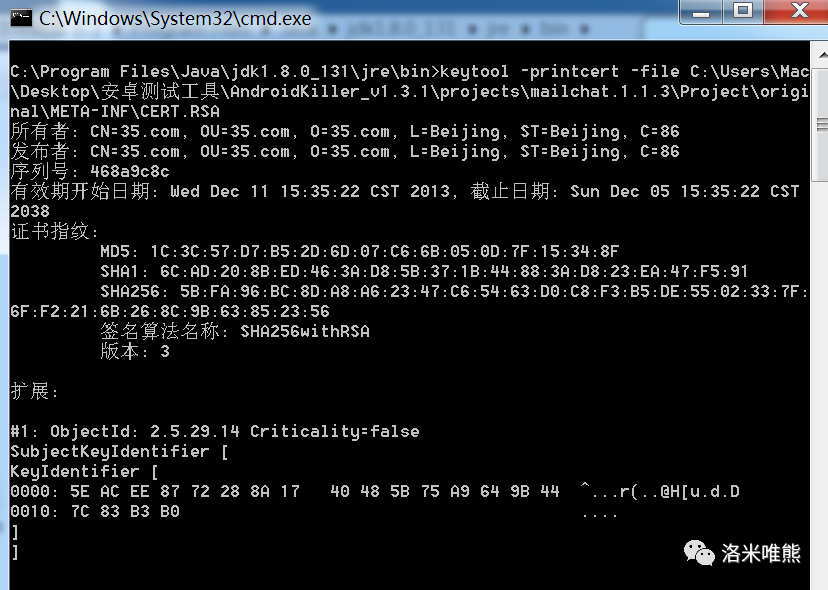 C:\Windows\System32\cmd.exe
C:\Program Files\Java\jdk1.8.0_131\jre\bin>keytool -printcert -file C:\Users\Mac
\Desktop\安卓测试工具\AndroidKiller_v1.3.1\projects\mailchat.1.1.3\Project\origi
nal\META-INF\CERT.RSA
所有者: CN=35.com, OU=35.com, O=35.com, L=Beijing, ST=Beijing, C=86
发布者: CN=35.com, OU=35.com, O=35.com, L=Beijing, ST=Beijing, C=86
序列号: 468a9c8c
有效期开始日期: Wed Dec 11 15:35:22 CST 2013, 截止日期: Sun Dec 05 15:35:22 CST
2038
证书指纹:
MD5: 1C:3C:57:D7:B5:2D:6D:07:C6:6B:05:0D:7F:15:34:8F
SHA1: 6C:AD:20:8B:ED:46:3A:D8:5B:37:1B:44:88:3A:D8:23:EA:47:F5:91
SHA256: 5B:FA:96:BC:8D:A8:A6:23:47:C6:54:63:D0:C8:F3:B5:DE:55:02:33:7F:
6F:F2:21:6B:26:8C:9B:63:85:23:56
签名算法名称: SHA256withRSA
版本: 3
扩展:
#1: ObjectId: 2.5.29.14 Criticality=false
SubjectKeyIdentifier [
KeyIdentifier [
0000: 5E AC EE 87 72 28 8A 17   40 48 5B 75 A9 64 9B 44  ^...r(..@H[u.d.D
0010: 7C 83 B3 B0                                        ....
]
]
洛米唯熊